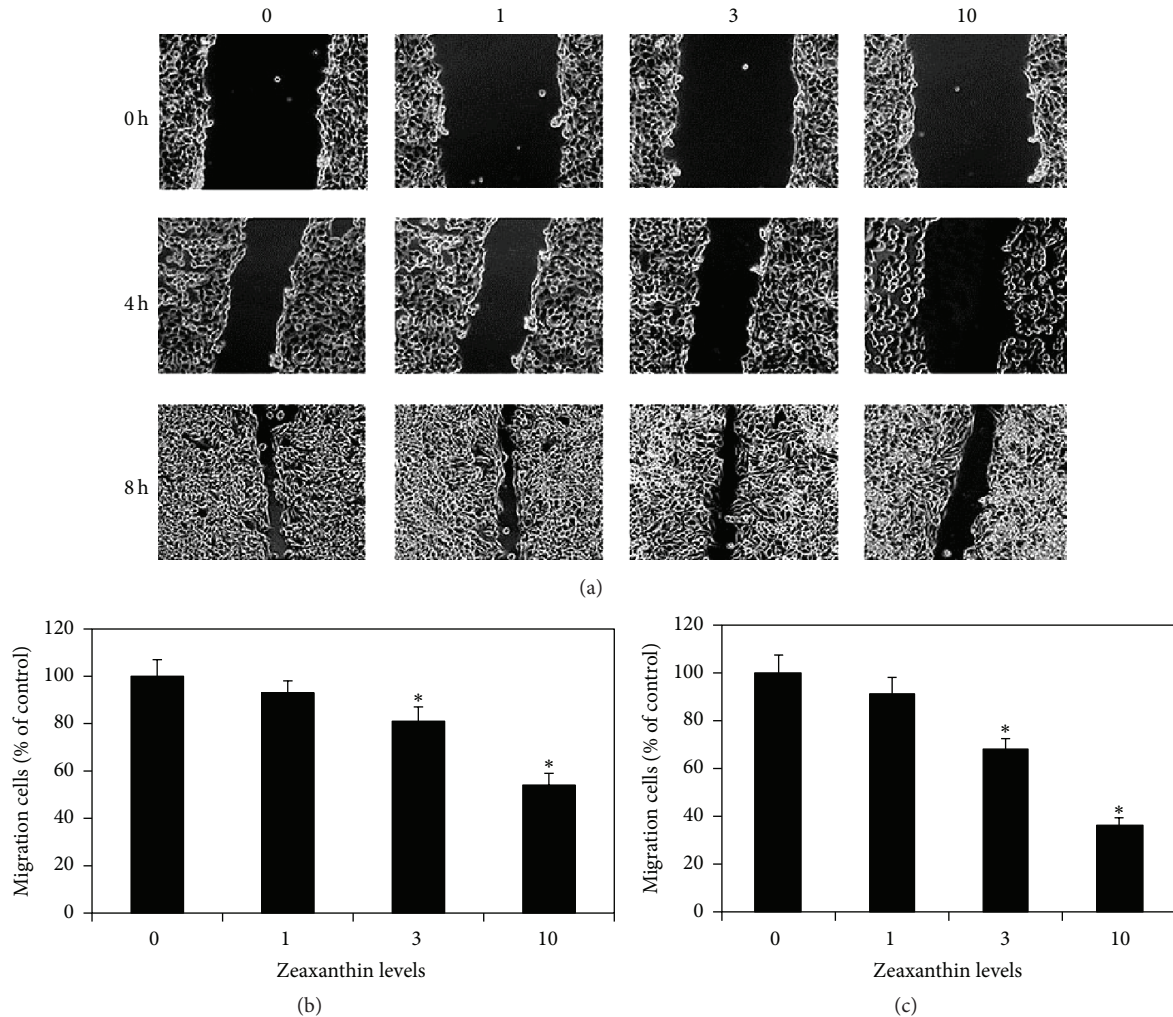 0 1 3 10
0 h
4 h
8 h
(a)
120
100
80
60
40
20
0
Migration cells (% of control)
*
*
0 1 3 10
Zeaxanthin levels
(b)
120
100
80
60
40
20
0
Migration cells (% of control)
*
*
0 1 3 10
Zeaxanthin levels
(c)